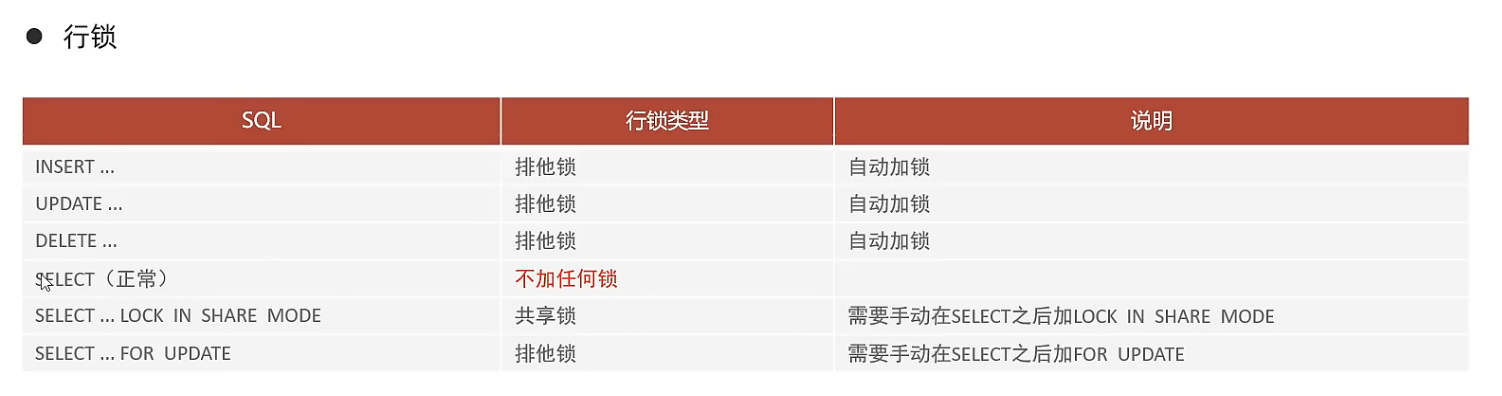 ● 行锁
SQL 行锁类型 说明
INSERT ... 排他锁 自动加锁
UPDATE ... 排他锁 自动加锁
DELETE ... 排他锁 自动加锁
SELECT（正常） 不加任何锁
SELECT ... LOCK IN SHARE MODE 共享锁 需要手动在SELECT之后加LOCK IN SHARE MODE
SELECT ... FOR UPDATE 排他锁 需要手动在SELECT之后加FOR UPDATE